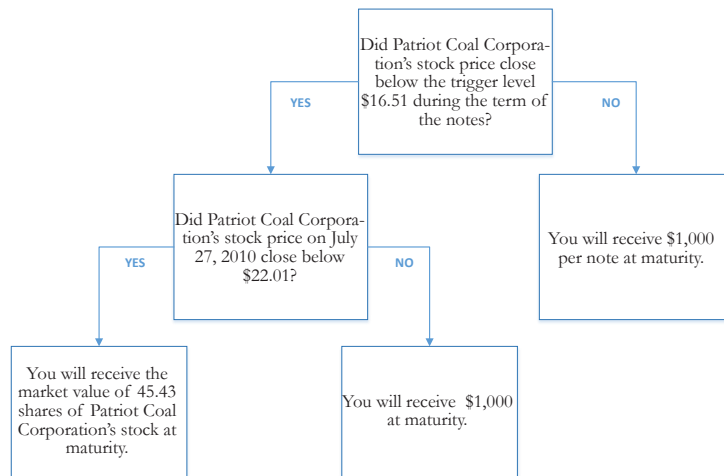 Did Patriot Coal Corpora-
tion's stock price close
below the trigger level
$16.51 during the term of
the notes?
YES
NO
Did Patriot Coal Corpora-
tion's stock price on July
27, 2010 close below
$22.01?
You will receive $1,000
per note at maturity.
YES
NO
You will receive the
market value of 45.43
shares of Patriot Coal
Corporation's stock at
maturity.
You will receive $1,000
at maturity.